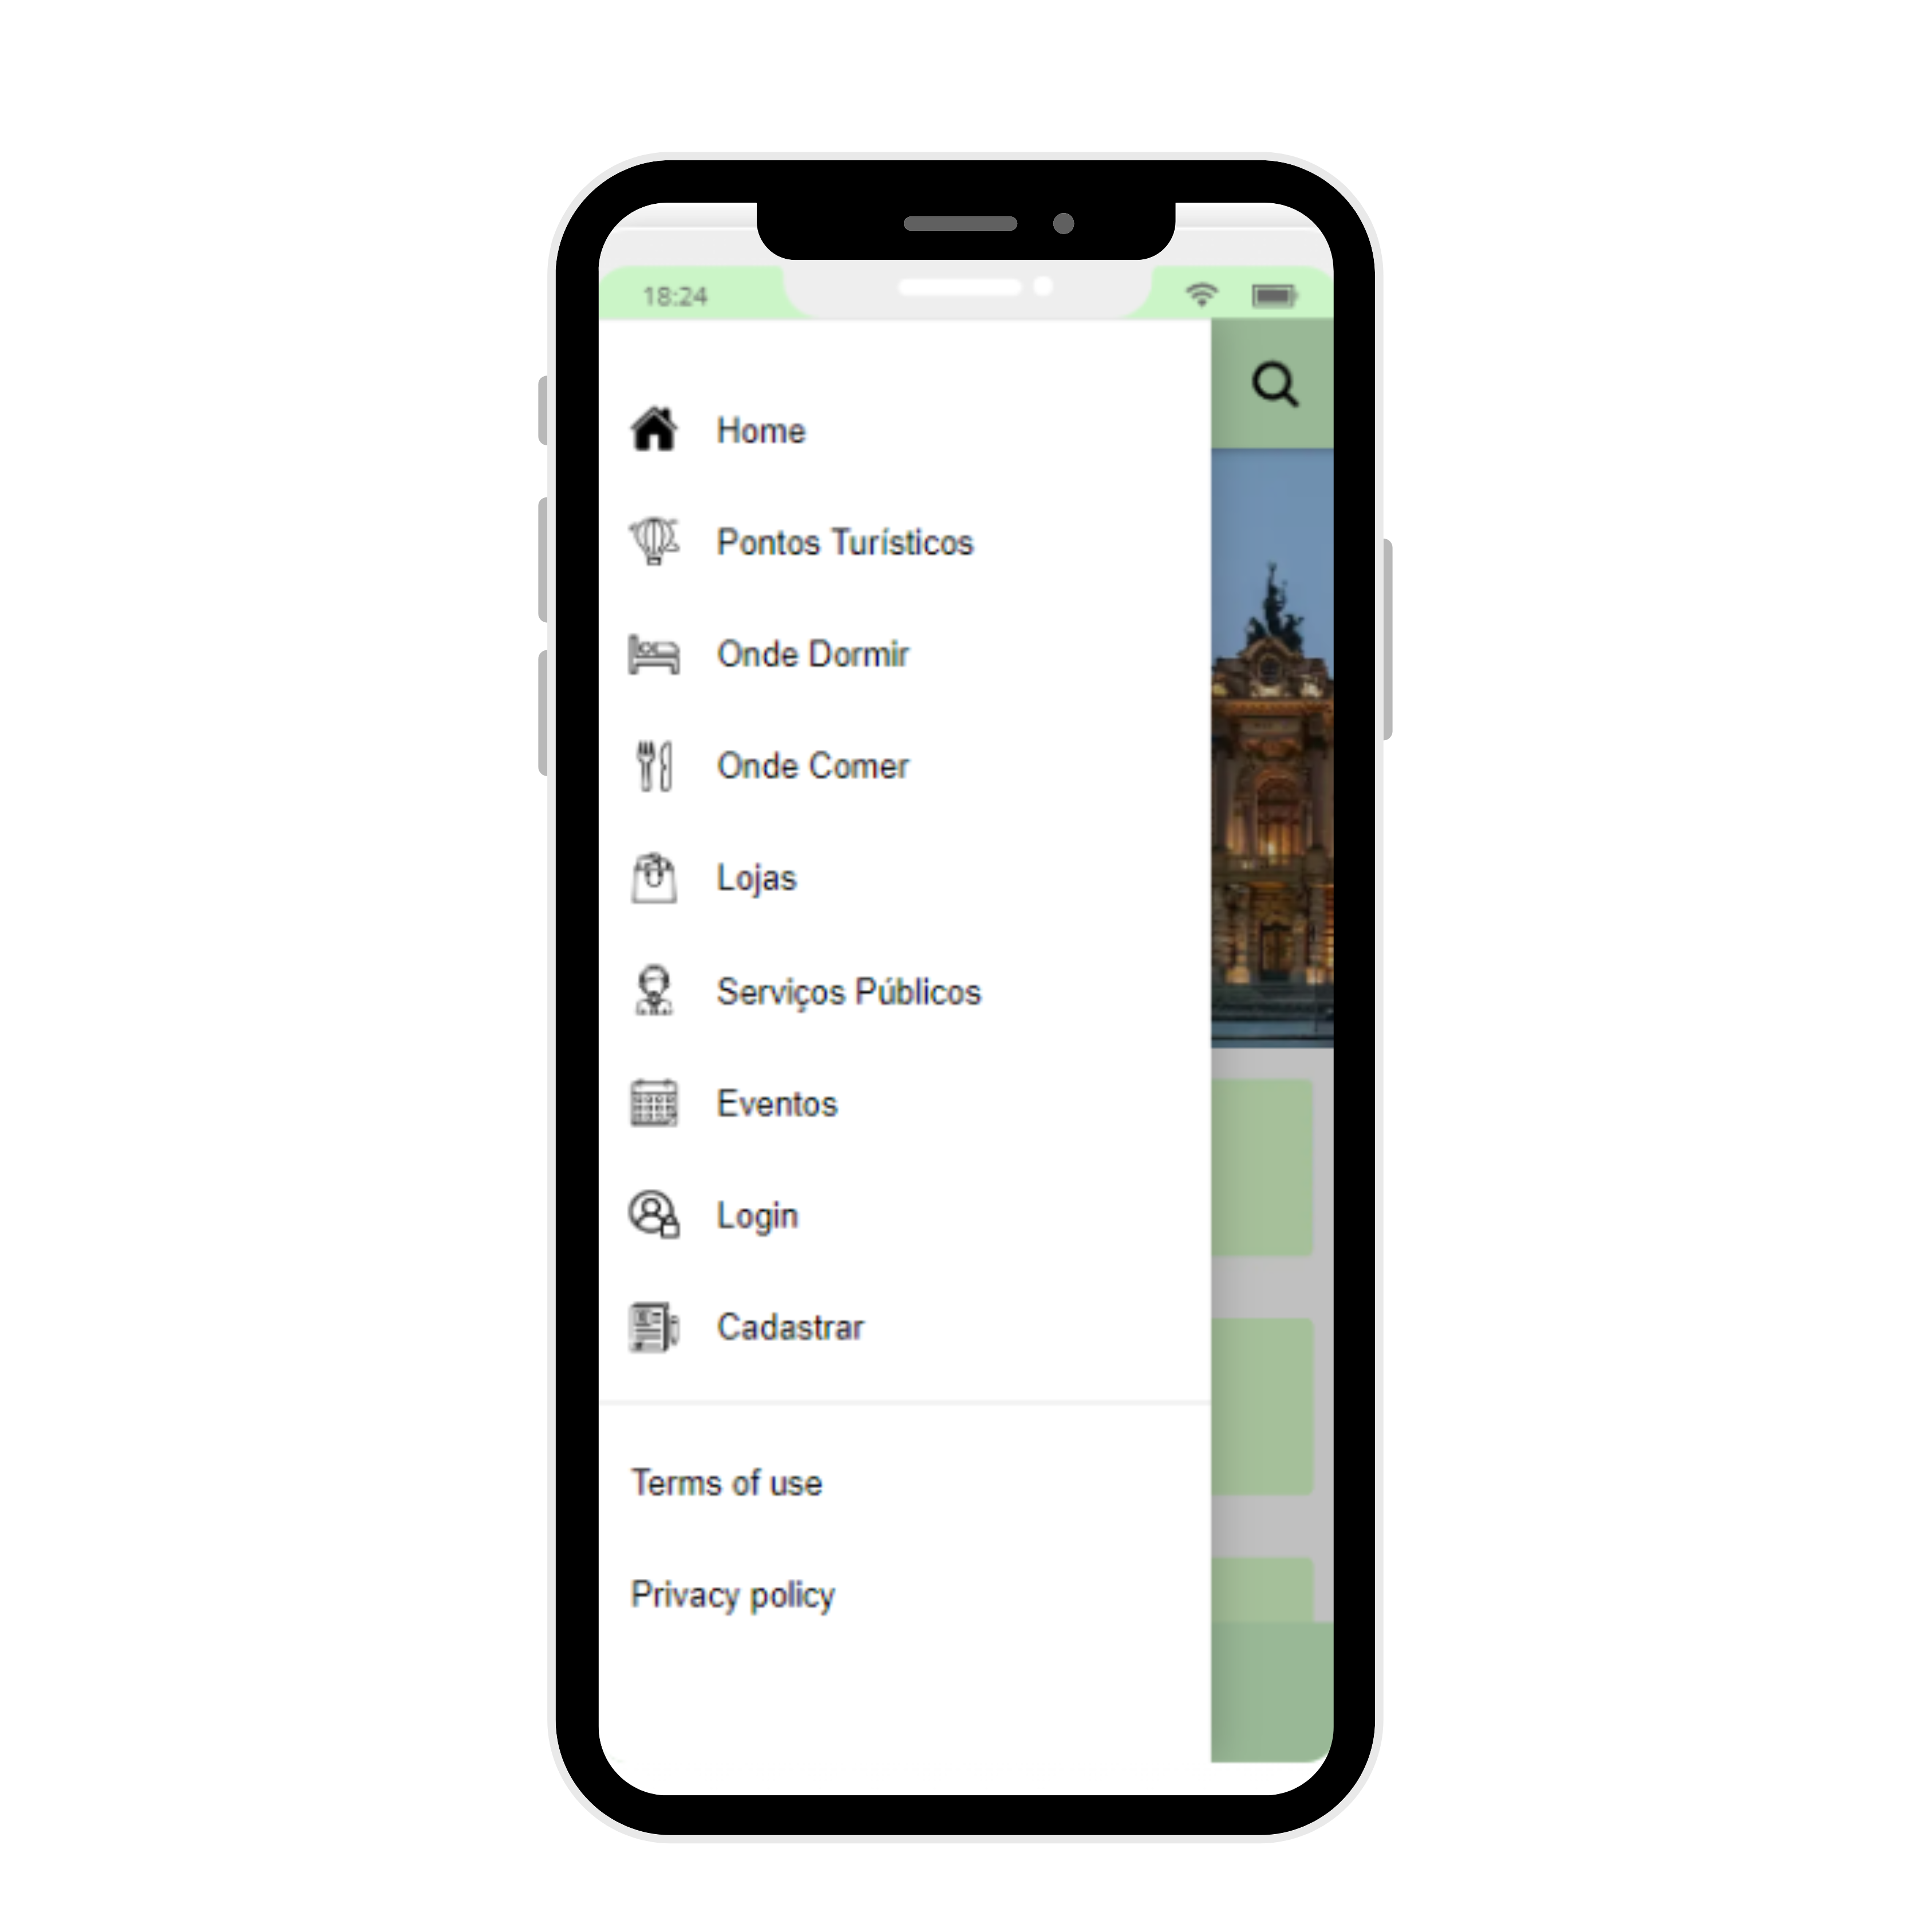 18:24
Home
Pontos Turísticos
Onde Dormir
Onde Comer
Lojas
Serviços Públicos
Eventos
Login
Cadastrar
Terms of use
Privacy policy